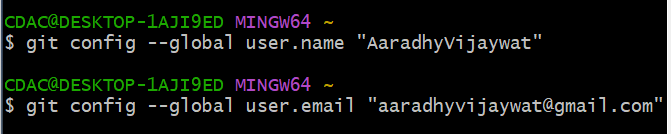 CDAC@DESKTOP-1AJI9ED MINGW64 ~
$ git config --global user.name "AaradhyVijaywat"
CDAC@DESKTOP-1AJI9ED MINGW64 ~
$ git config --global user.email "aaradhyvijaywat@gmail.com"